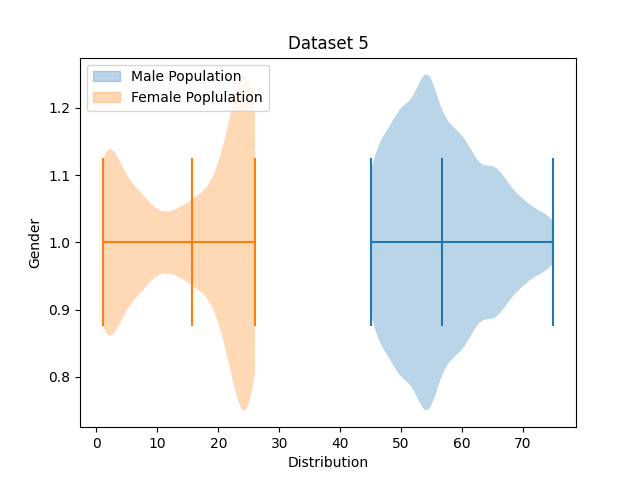 Dataset 5
Male Population
Female Poplulation
Gender
1.2
1.1
1.0
0.9
0.8
0 10 20 30 40 50 60 70
Distribution